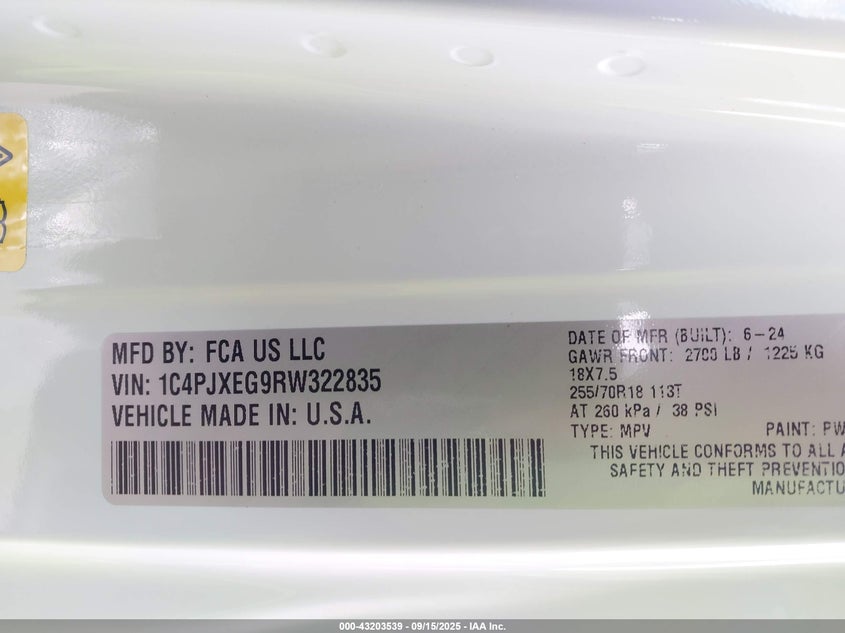 MFD BY: FCA US LLC
VIN: 1C4PJXEG9RW322835
VEHICLE MADE IN: U.S.A.
DATE OF MFR (BUILT): 6-24
GAWR FRONT: 2700 LB / 1225 KG
18X7.5
255/70R18 113T
AT 260 kPa / 38 PSI
TYPE: MPV PAINT: PW
THIS VEHICLE CONFORMS TO ALL A
SAFETY AND THEFT PREVENTIO
MANUFACTU
000-43203539 - 09/15/2025 - IAA Inc.